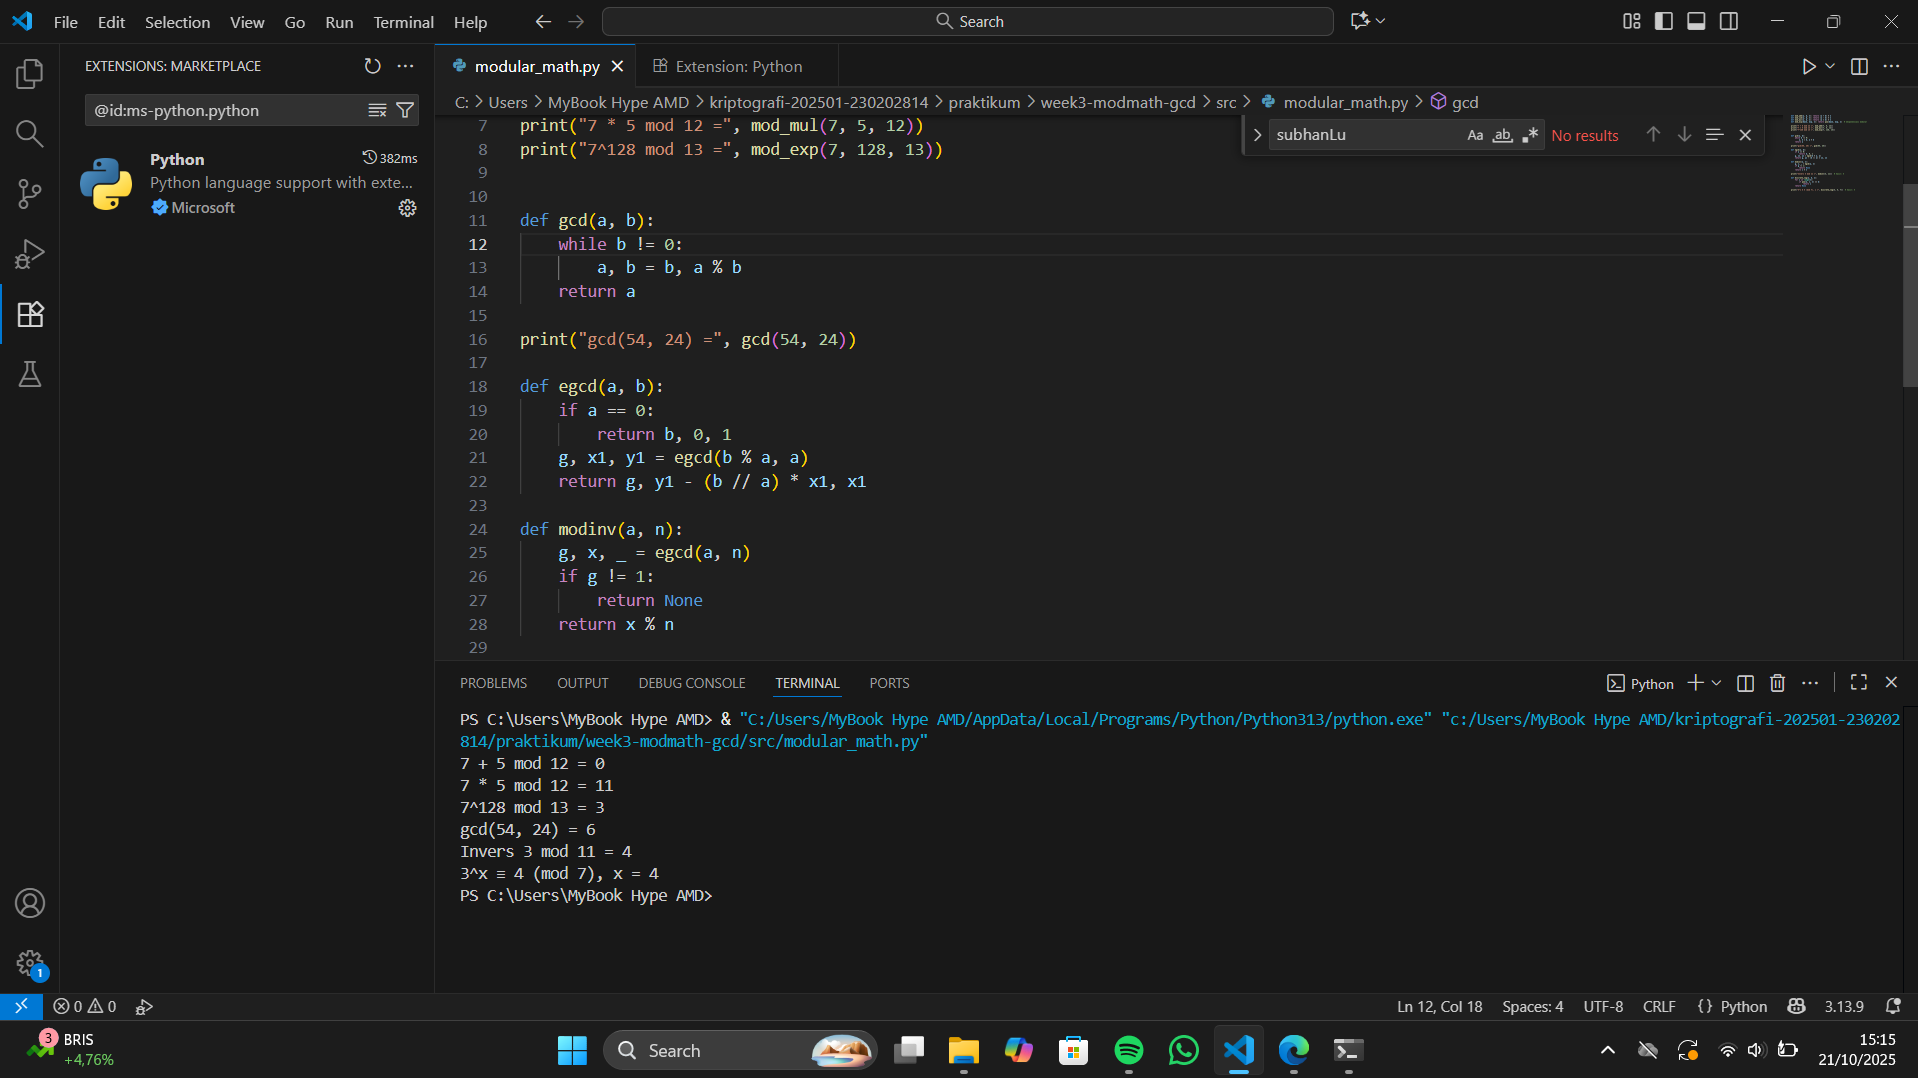 File Edit Selection View Go Run Terminal Help
Search
EXTENSIONS: MARKETPLACE
@id:ms-python.python
Python
382ms
Python language support with exte...
Microsoft
modular_math.py
Extension: Python
C: > Users > MyBook Hype AMD > kriptografi-202501-230202814 > praktikum > week3-modmath-gcd > src > modular_math.py > gcd
subhanLu
Aa ab, .*
No results
7 print("7 * 5 mod 12 =", mod_mul(7, 5, 12))
8 print("7^128 mod 13 =", mod_exp(7, 128, 13))
9
10
11 def gcd(a, b):
12 while b != 0:
13 a, b = b, a % b
14 return a
15
16 print("gcd(54, 24) =", gcd(54, 24))
17
18 def egcd(a, b):
19 if a == 0:
20 return b, 0, 1
21 g, x1, y1 = egcd(b % a, a)
22 return g, y1 - (b // a) * x1, x1
23
24 def modinv(a, n):
25 g, x, _ = egcd(a, n)
26 if g != 1:
27 return None
28 return x % n
29
PROBLEMS OUTPUT DEBUG CONSOLE TERMINAL PORTS
Python
PS C:\Users\MyBook Hype AMD> & "C:/Users/MyBook Hype AMD/AppData/Local/Programs/Python/Python313/python.exe" "c:/Users/MyBook Hype AMD/kriptografi-202501-230202
814/praktikum/week3-modmath-gcd/src/modular_math.py"
7 + 5 mod 12 = 0
7 * 5 mod 12 = 11
7^128 mod 13 = 3
gcd(54, 24) = 6
Invers 3 mod 11 = 4
3^x ≡ 4 (mod 7), x = 4
PS C:\Users\MyBook Hype AMD>
1
0 0
Ln 12, Col 18 Spaces: 4 UTF-8 CRLF {} Python 3.13.9
3
BRIS
+4,76%
Search
15:15
21/10/2025